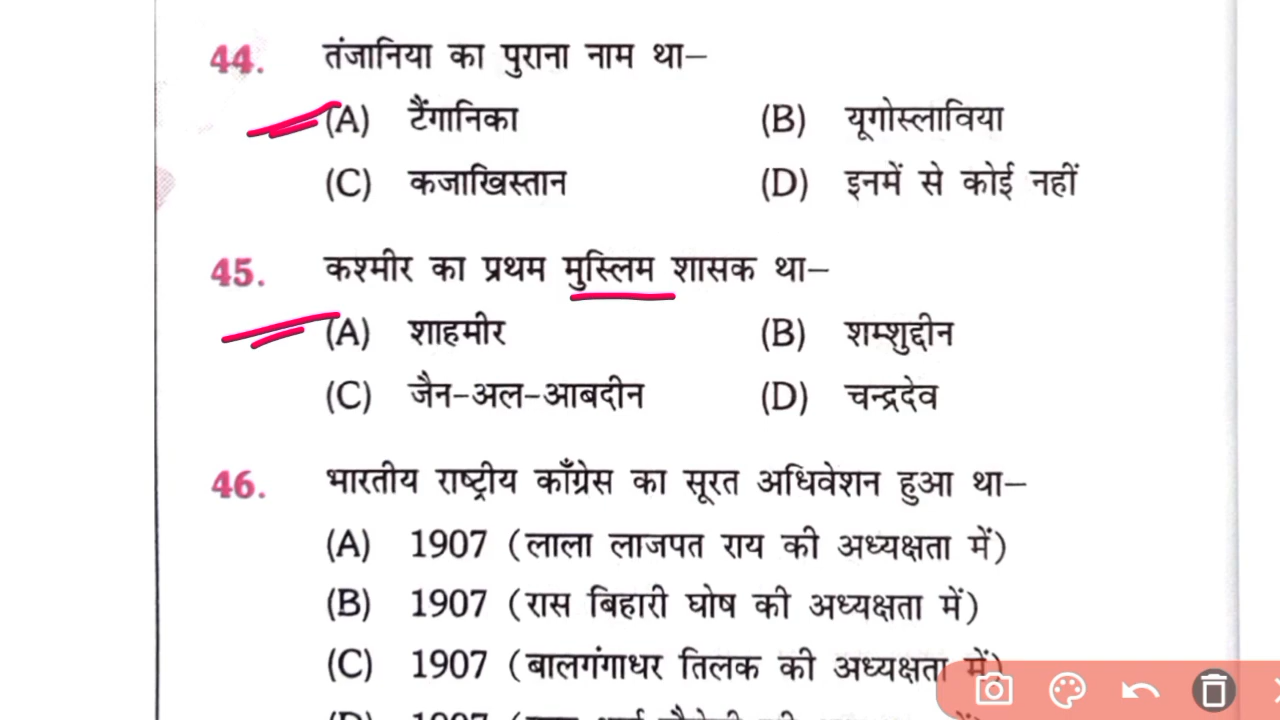 44. तंजानिया का पुराना नाम था–
(A) टैंगानिका (B) यूगोस्लाविया
(C) कजाखिस्तान (D) इनमें से कोई नहीं
45. कश्मीर का प्रथम मुस्लिम शासक था–
(A) शाहमीर (B) शम्शुद्दीन
(C) जैन-अल-आबदीन (D) चन्द्रदेव
46. भारतीय राष्ट्रीय काँग्रेस का सूरत अधिवेशन हुआ था–
(A) 1907 (लाला लाजपत राय की अध्यक्षता में)
(B) 1907 (रास बिहारी घोष की अध्यक्षता में)
(C) 1907 (बालगंगाधर तिलक की अध्यक्षता में)
(D) 1907